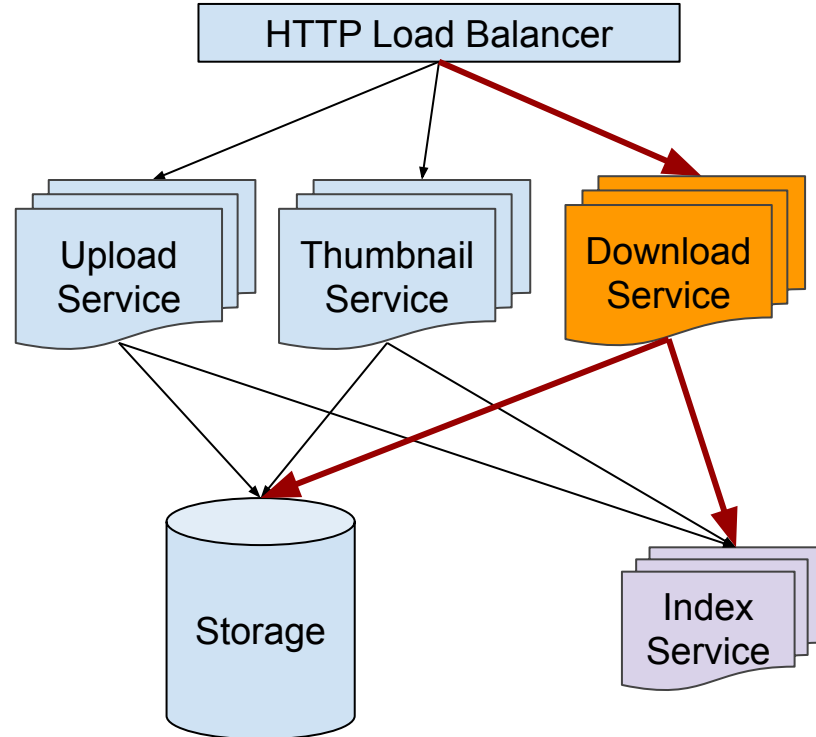 HTTP Load Balancer
Upload
Service
Thumbnail
Service
Download
Service
Storage
Index
Service